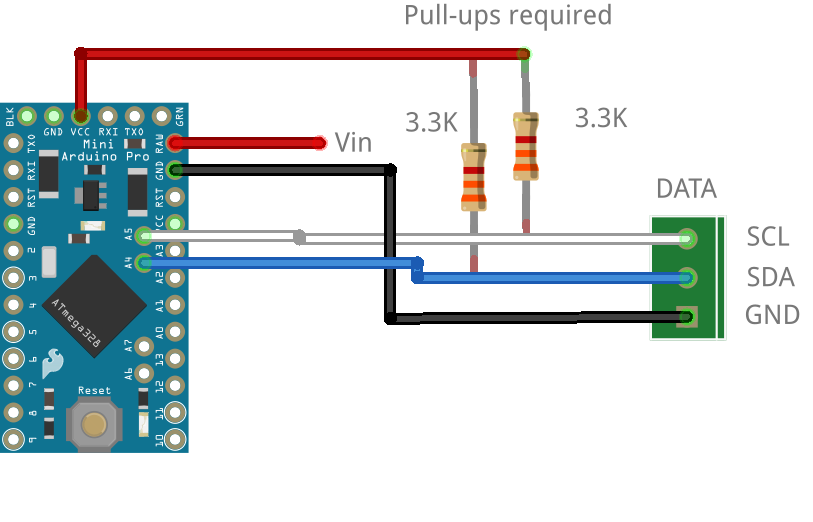 Pull-ups required
BLK
GRN
GND VCC RXI TXO
Mini
Arduino Pro
TXO
RXI
RST
GND
2
3
4
5
6
7
8
9
RAW
GND
RST
VCC
A3
A2
A1
A0
13
12
11
10
A5
A4
A7
A6
ATmega328
Reset
Vin
3.3K
3.3K
DATA
SCL
SDA
GND